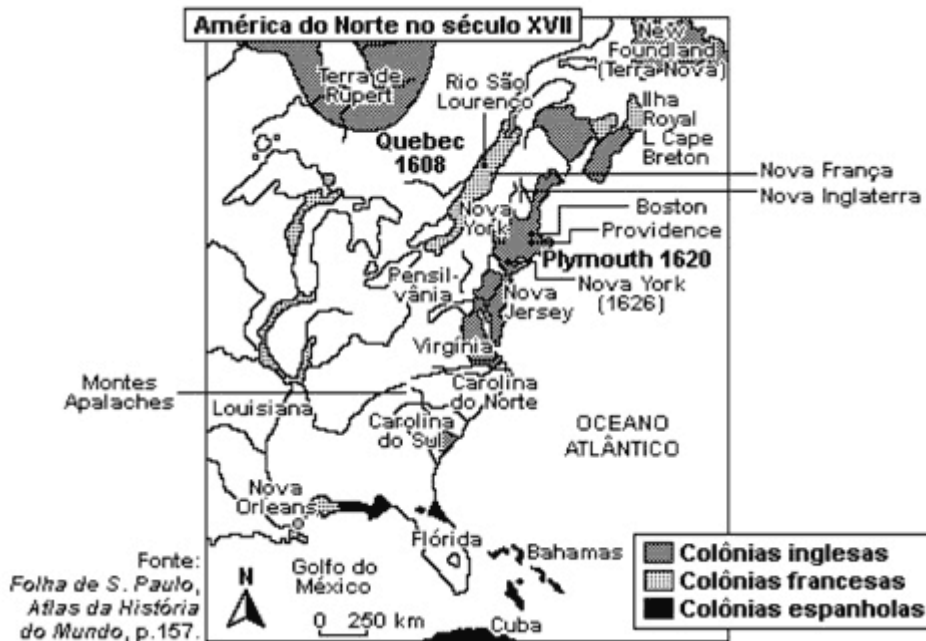 América do Norte no século XVII
New
Foundland
(Terra-Nova)
Terra de
Rupert
Rio São
Lourenço
Ilha
Royal
L Cape
Breton
Quebec
1608
Nova França
Nova Inglaterra
Nova
York
Boston
Providence
Plymouth 1620
Pensil-
vânia
Nova York
(1626)
Nova
Jersey
Virgínia
Montes
Apalaches
Carolina
do Norte
Louisiana
Carolina
do Sul
OCEANO
ATLÂNTICO
Nova
Orleans
Flórida
Bahamas
Golfo do
México
Cuba
N
0 250 km
Fonte:
Folha de S. Paulo,
Atlas da História
do Mundo, p.157.
Colônias inglesas
Colônias francesas
Colônias espanholas